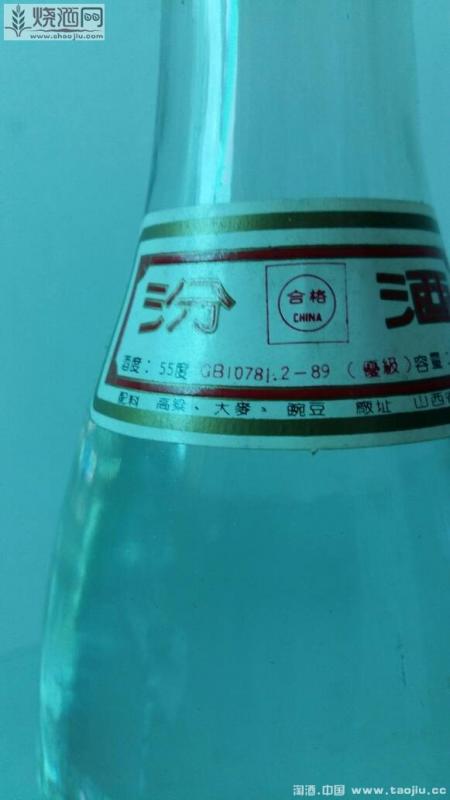 烧酒网
www.shaojiu.com
汾 合格 酒
CHINA
酒度：55度 GB10781.2-89 （優級）容量：
配料 高粱、大麥、豌豆 廠址 山西省
淘酒.中国 www.taojiu.cc